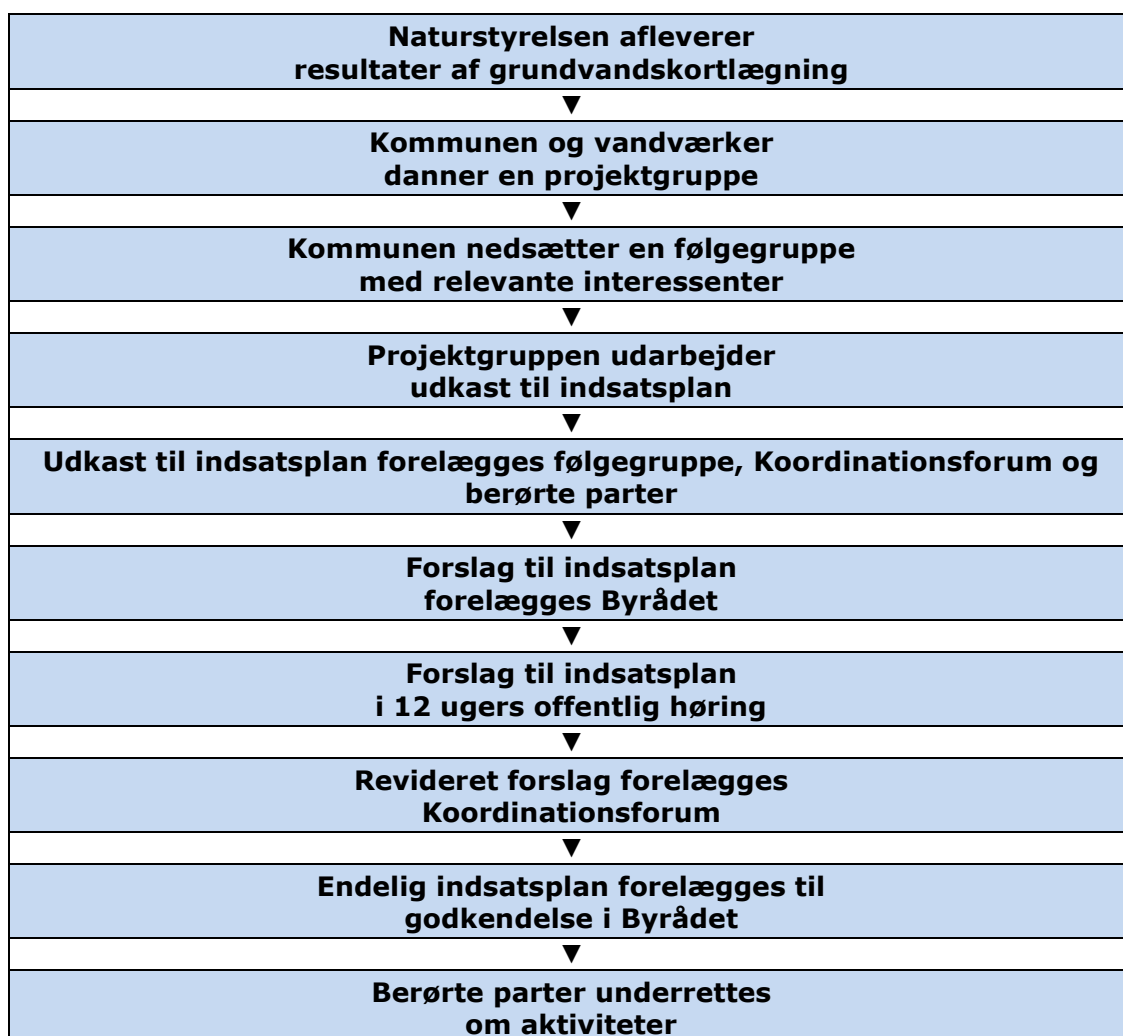 Naturstyrelsen afleverer
resultater af grundvandskortlægning
▼
Kommunen og vandværker
danner en projektgruppe
▼
Kommunen nedsætter en følgegruppe
med relevante interessenter
▼
Projektgruppen udarbejder
udkast til indsatsplan
▼
Udkast til indsatsplan forelægges følgegruppe, Koordinationsforum og
berørte parter
▼
Forslag til indsatsplan
forelægges Byrådet
▼
Forslag til indsatsplan
i 12 ugers offentlig høring
▼
Revideret forslag forelægges
Koordinationsforum
▼
Endelig indsatsplan forelægges til
godkendelse i Byrådet
▼
Berørte parter underrettes
om aktiviteter